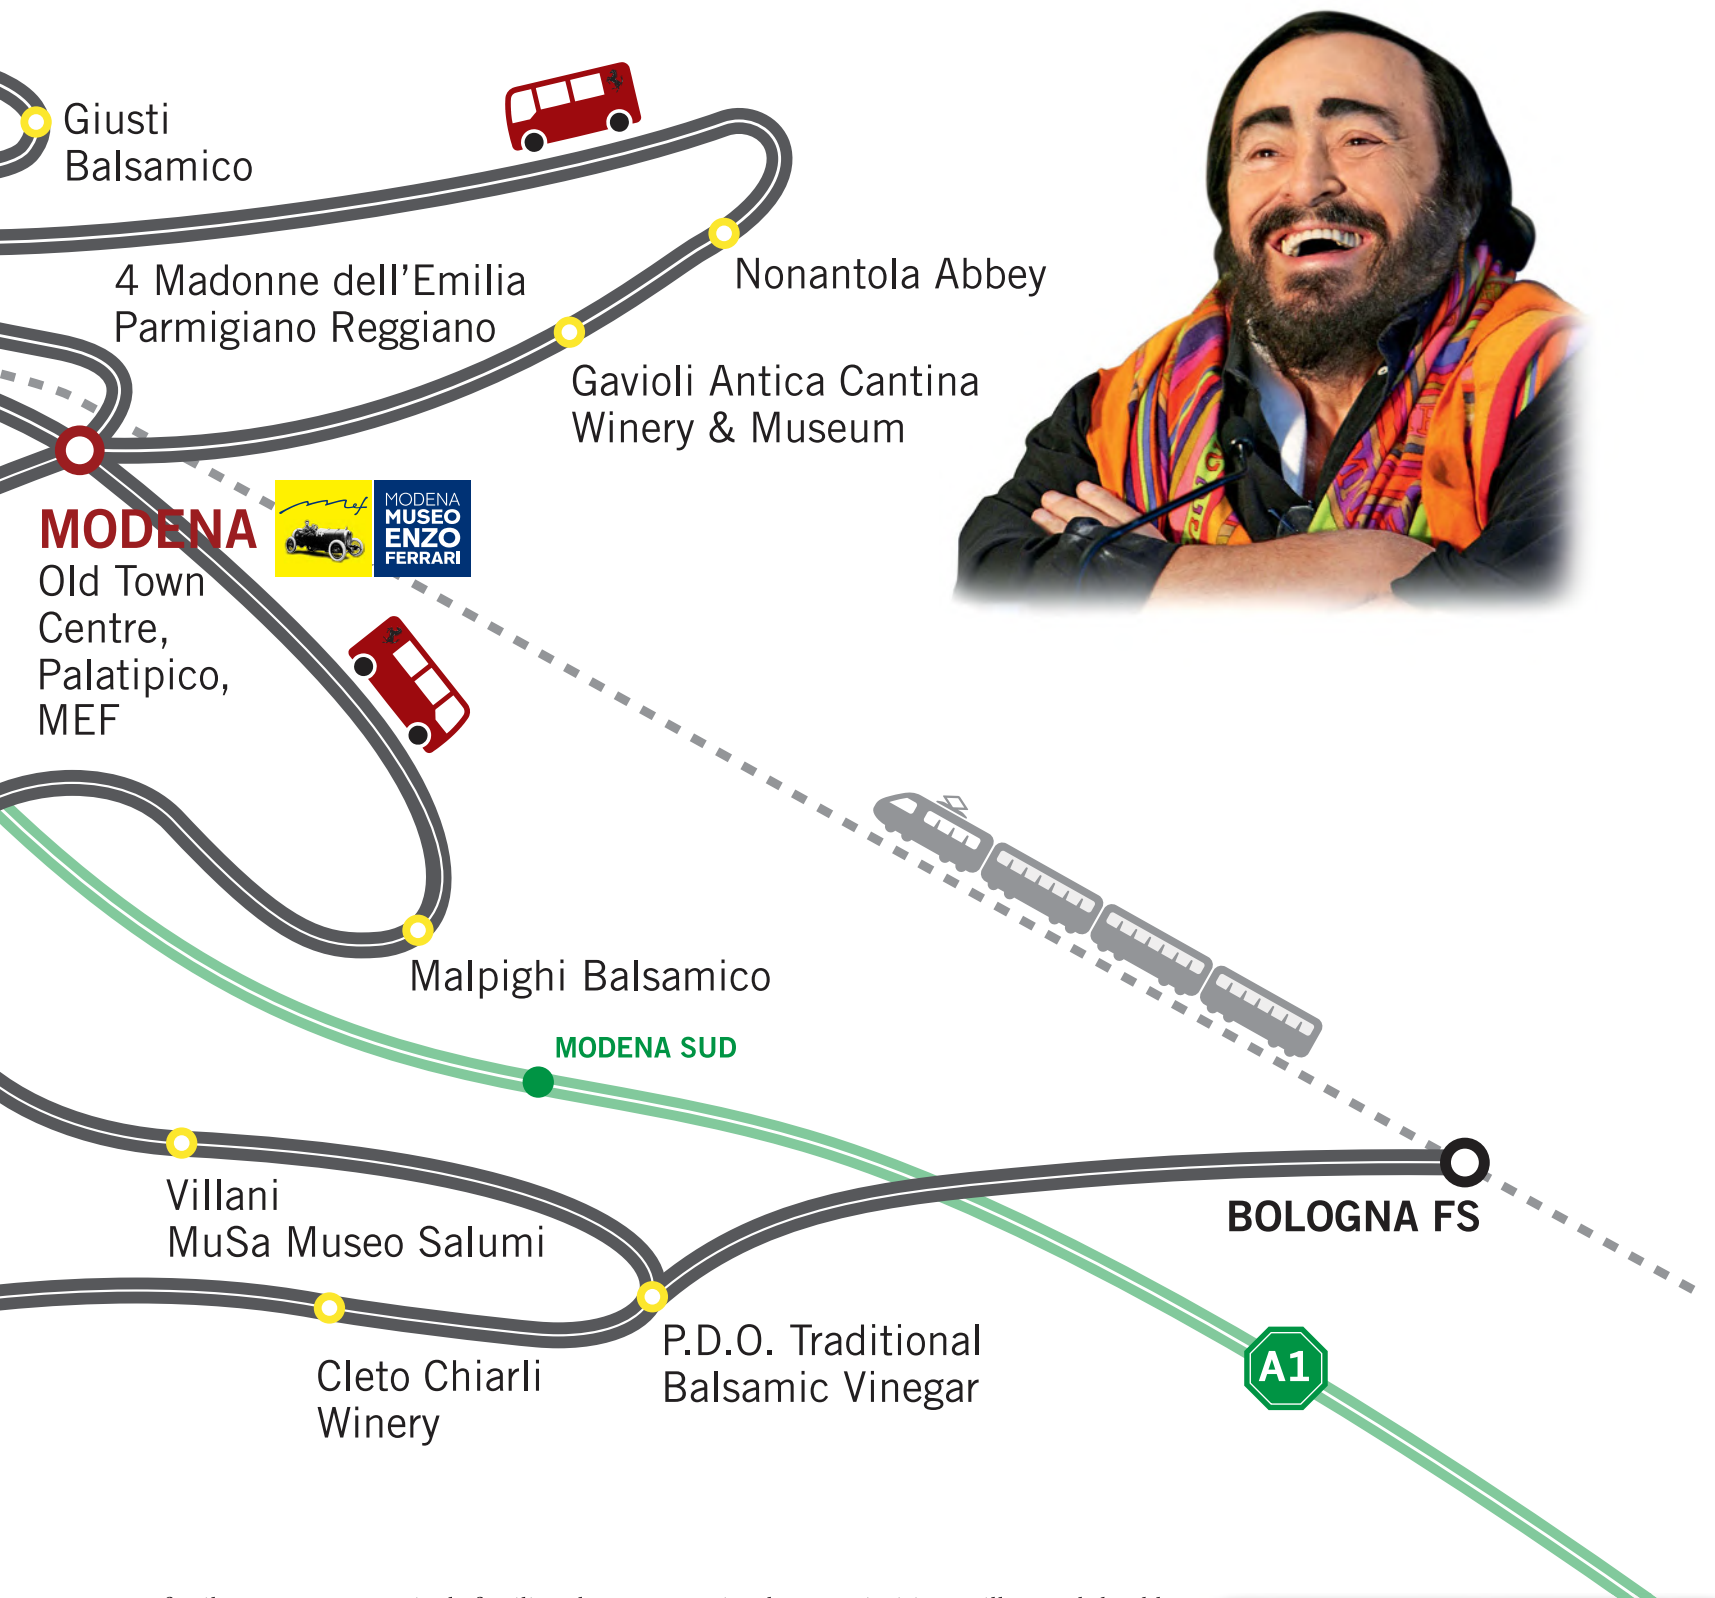 Giusti
Balsamico
4 Madonne dell'Emilia
Parmigiano Reggiano
Nonantola Abbey
Gavioli Antica Cantina
Winery & Museum
MODENA
Old Town
Centre,
Palatipico,
MEF
mef
MODENA
MUSEO
ENZO
FERRARI
Malpighi Balsamico
MODENA SUD
Villani
MuSa Museo Salumi
BOLOGNA FS
P.D.O. Traditional
Balsamic Vinegar
Cleto Chiarli
Winery
A1